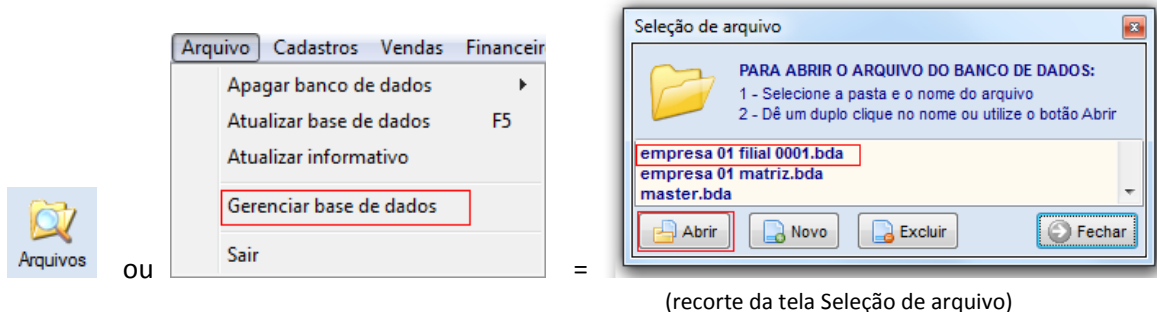 Arquivos
ou
Arquivo Cadastros Vendas Financeir
Apagar banco de dados
Atualizar base de dados F5
Atualizar informativo
Gerenciar base de dados
Sair
=
Seleção de arquivo
PARA ABRIR O ARQUIVO DO BANCO DE DADOS:
1 - Selecione a pasta e o nome do arquivo
2 - Dê um duplo clique no nome ou utilize o botão Abrir
empresa 01 filial 0001.bda
empresa 01 matriz.bda
master.bda
Abrir Novo Excluir Fechar
(recorte da tela Seleção de arquivo)